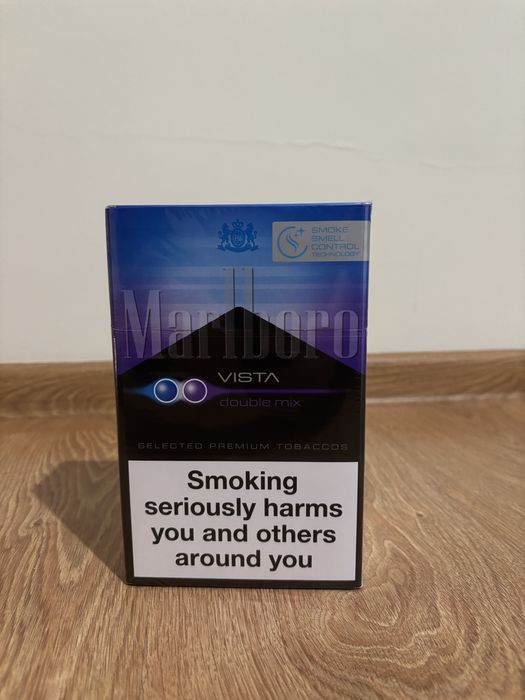 SMOKE
SMELL
CONTROL
TECHNOLOGY
Marlboro
VISTA
double mix
SELECTED PREMIUM TOBACCOS
Smoking
seriously harms
you and others
around you